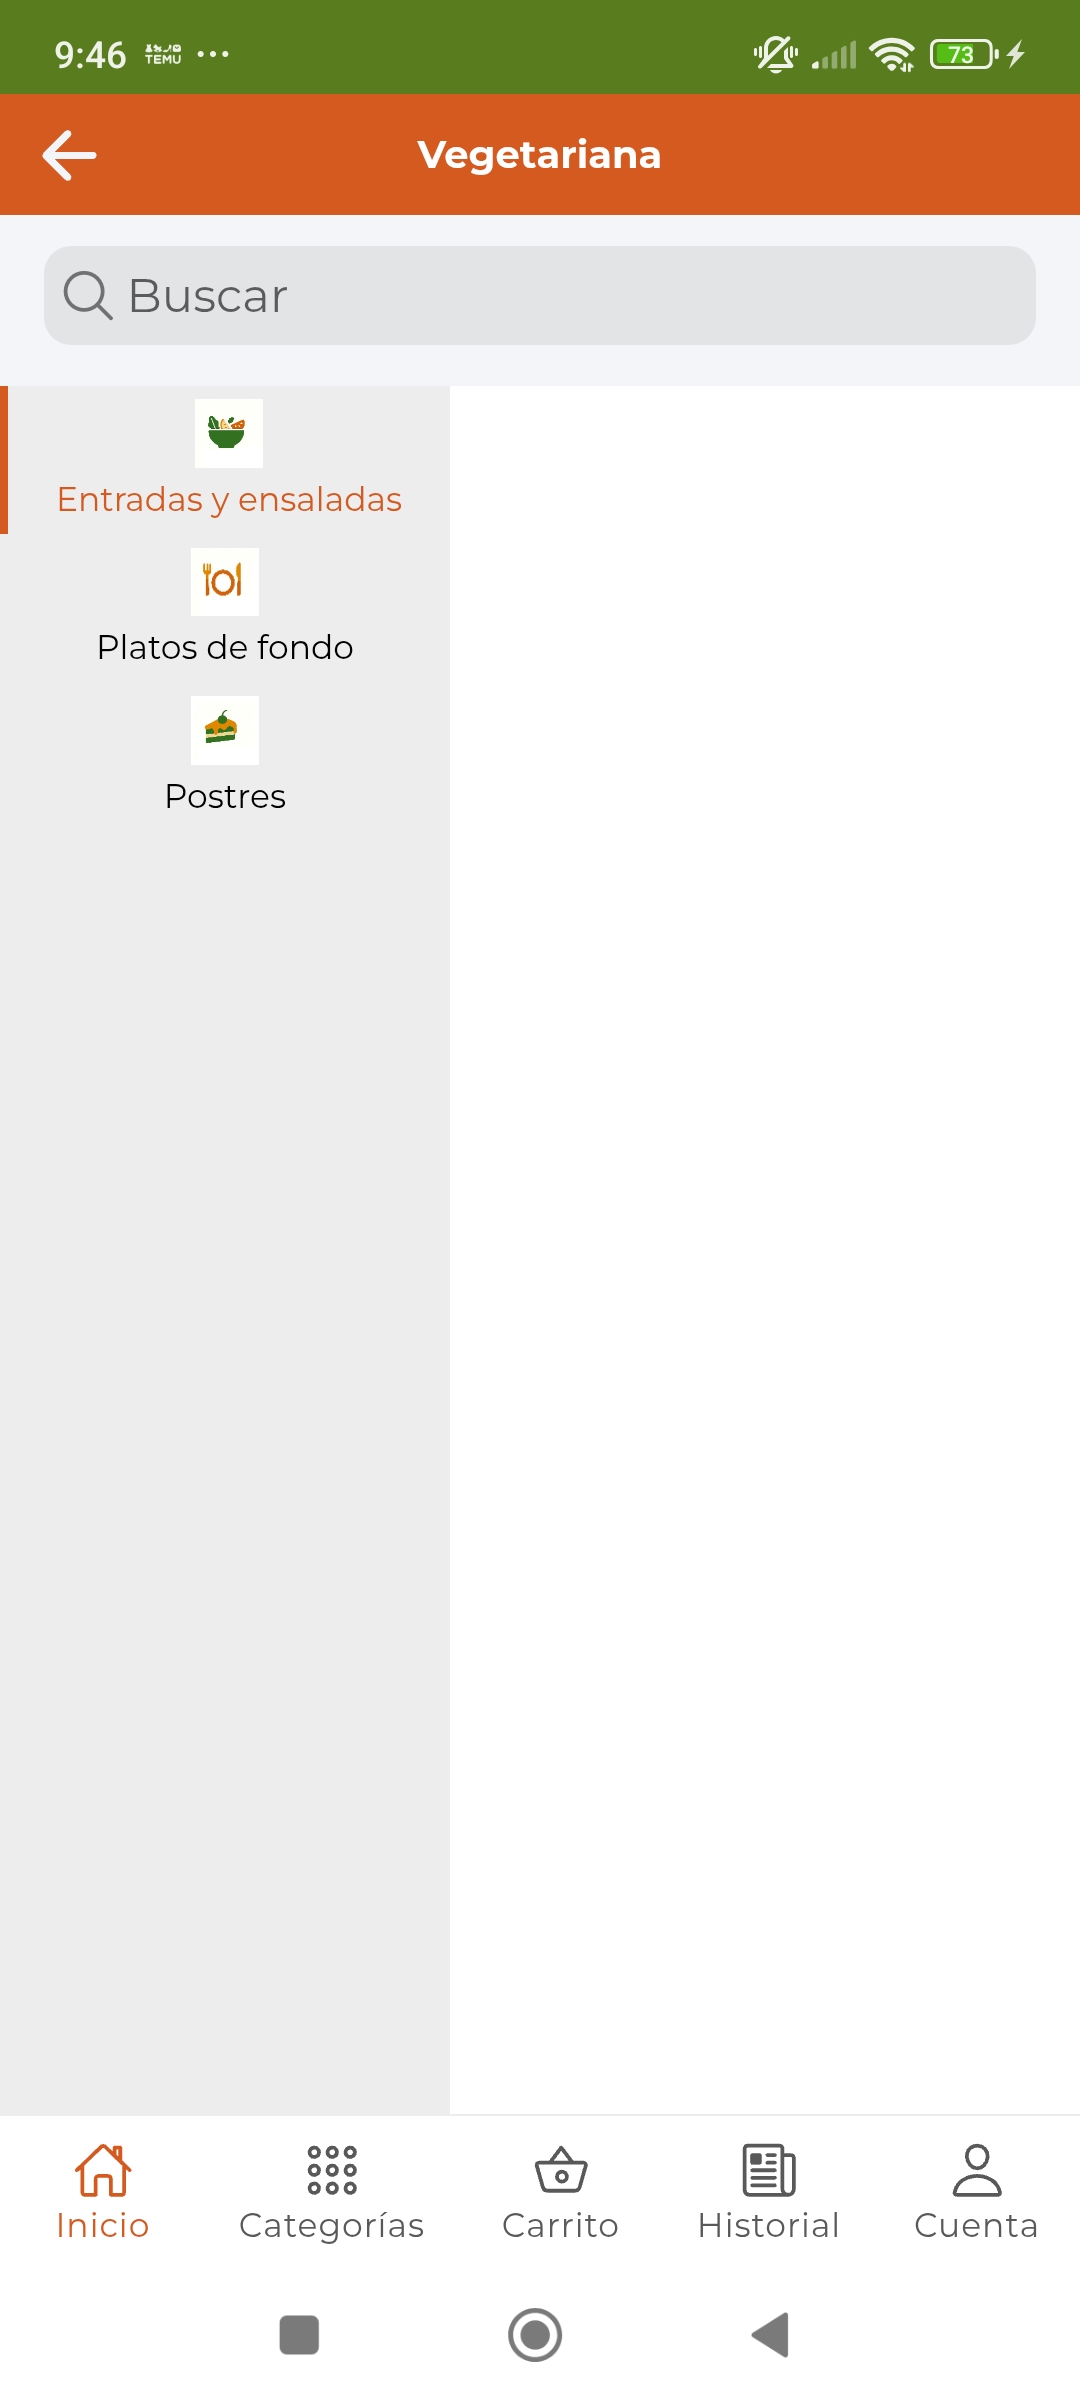 9:46 TEMU ... 73
Vegetariana
Buscar
Entradas y ensaladas
Platos de fondo
Postres
Inicio Categorías Carrito Historial Cuenta